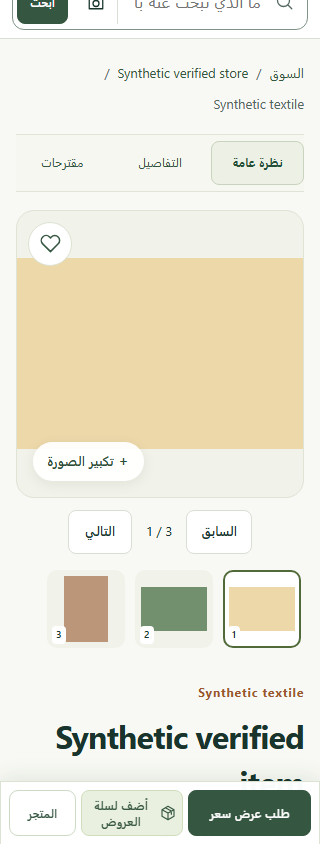 ابحث
السوق / Synthetic verified store /
Synthetic textile
نظرة عامة
التفاصيل
مقترحات
+ تكبير الصورة
السابق
1 / 3
التالي
1
2
3
Synthetic textile
Synthetic verified
item
طلب عرض سعر
أضف لسلة
العروض
المتجر